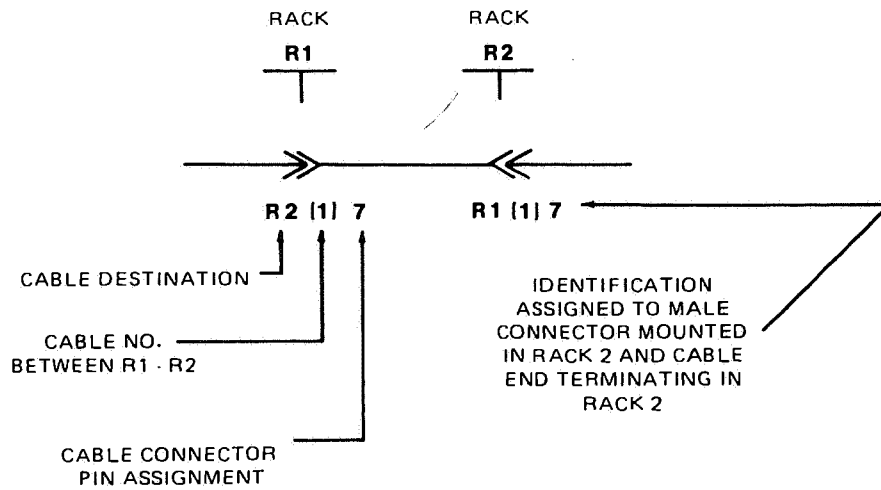 RACK
R1
RACK
R2
R2 (1) 7
R1 (1) 7
CABLE DESTINATION
CABLE NO.
BETWEEN R1 - R2
CABLE CONNECTOR
PIN ASSIGNMENT
IDENTIFICATION
ASSIGNED TO MALE
CONNECTOR MOUNTED
IN RACK 2 AND CABLE
END TERMINATING IN
RACK 2